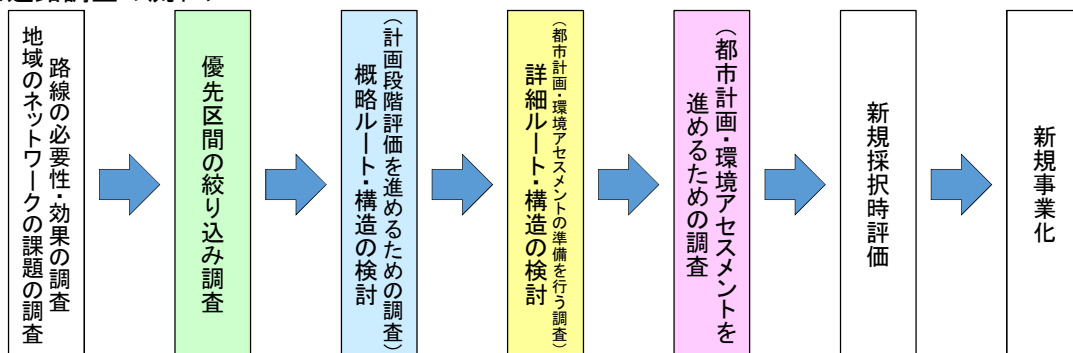 地域のネットワークの課題の調査
路線の必要性・効果の調査
優先区間の絞り込み調査
概略ルート・構造の検討
(計画段階評価を進めるための調査)
詳細ルート・構造の検討
(都市計画・環境アセスメントの準備を行う調査)
(都市計画・環境アセスメントを
進めるための調査
新規採択時評価
新規事業化